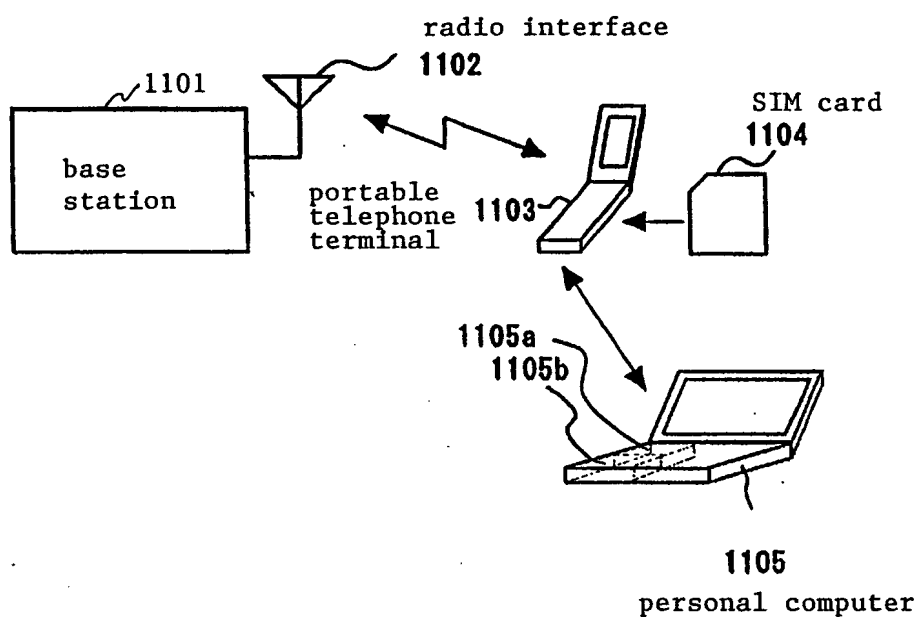 radio interface
1102
1101
base
station
SIM card
1104
portable
telephone
terminal
1103
1105a
1105b
1105
personal computer